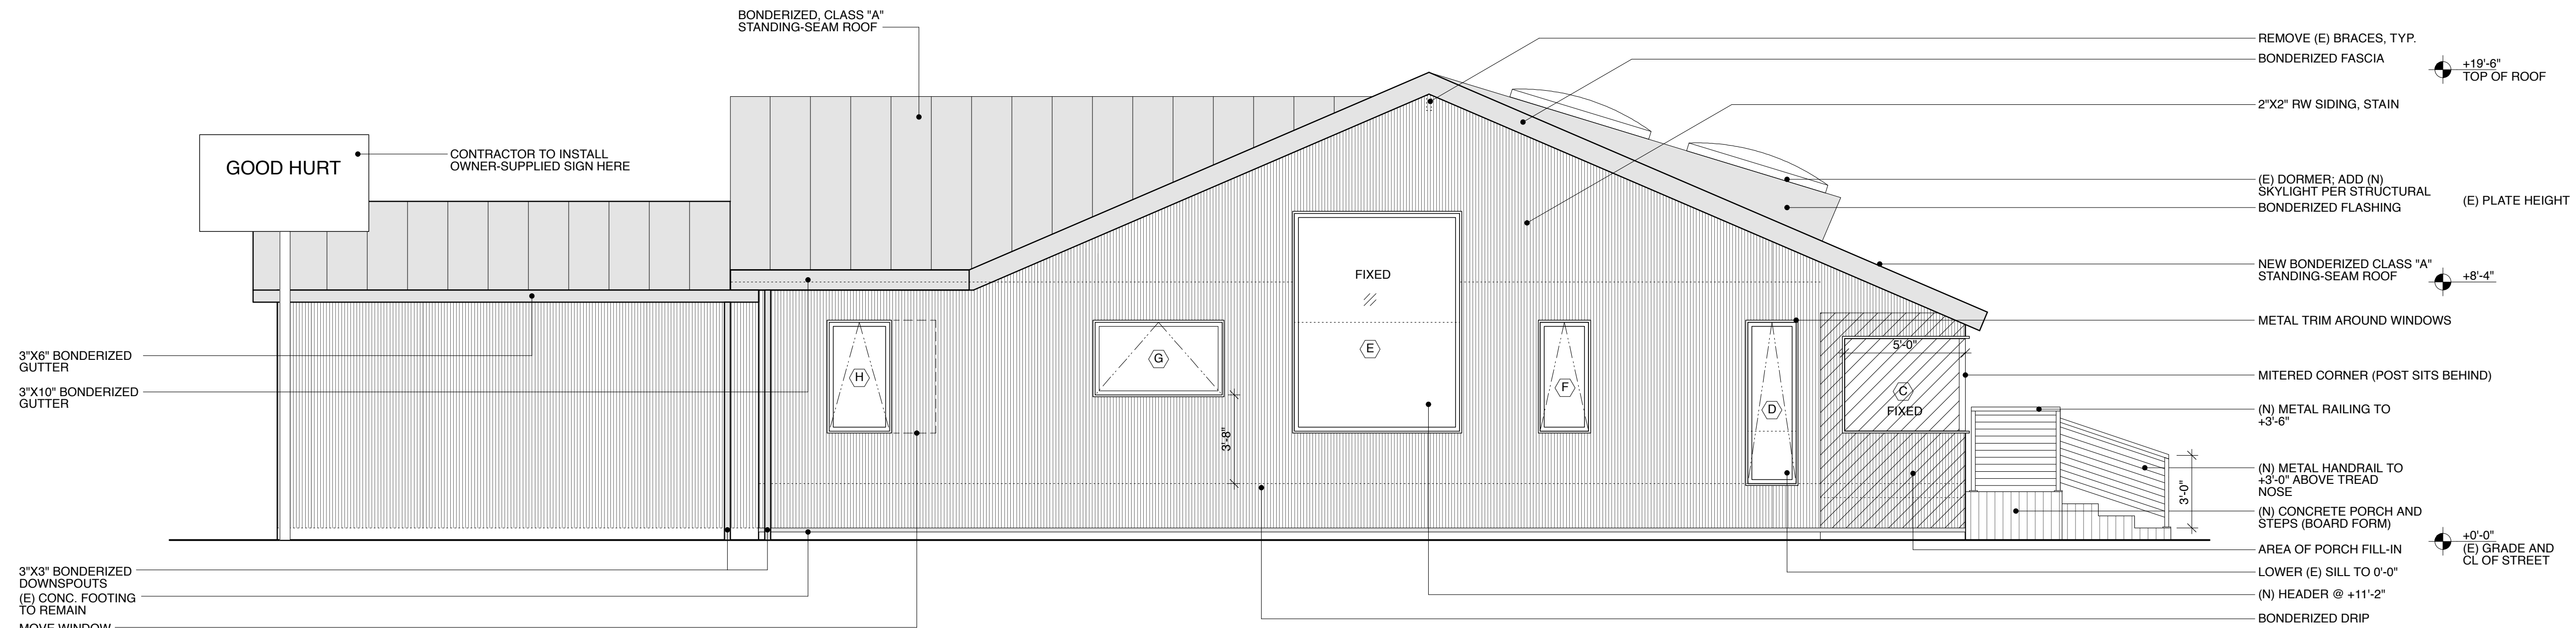 BONDERIZED, CLASS "A"
STANDING-SEAM ROOF
GOOD HURT
CONTRACTOR TO INSTALL
OWNER-SUPPLIED SIGN HERE
3"X6" BONDERIZED
GUTTER
3"X10" BONDERIZED
GUTTER
3"X3" BONDERIZED
DOWNSPOUTS
(E) CONC. FOOTING
TO REMAIN
MOVE WINDOW
H
G
3'-8"
FIXED
E
F
D
5'-0"
C
FIXED
3'-0"
REMOVE (E) BRACES, TYP.
BONDERIZED FASCIA
2"X2" RW SIDING, STAIN
(E) DORMER; ADD (N)
SKYLIGHT PER STRUCTURAL
BONDERIZED FLASHING
NEW BONDERIZED CLASS "A"
STANDING-SEAM ROOF
METAL TRIM AROUND WINDOWS
MITERED CORNER (POST SITS BEHIND)
(N) METAL RAILING TO
+3'-6"
(N) METAL HANDRAIL TO
+3'-0" ABOVE TREAD
NOSE
(N) CONCRETE PORCH AND
STEPS (BOARD FORM)
AREA OF PORCH FILL-IN
LOWER (E) SILL TO 0'-0"
(N) HEADER @ +11'-2"
BONDERIZED DRIP
+19'-6"
TOP OF ROOF
(E) PLATE HEIGHT
+8'-4"
+0'-0"
(E) GRADE AND
CL OF STREET